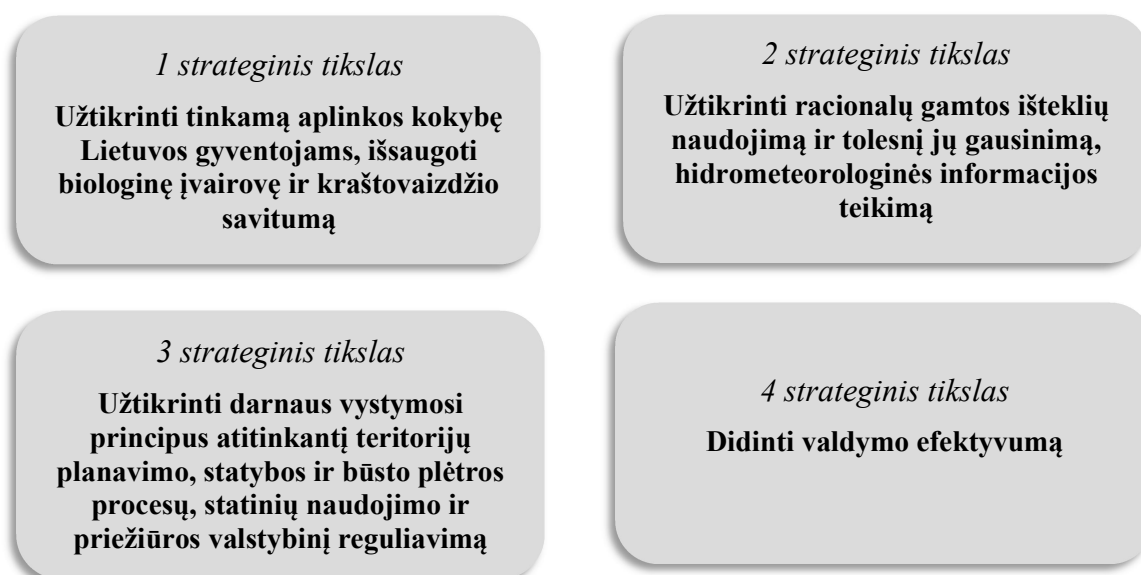 1 strateginis tikslas
Užtikrinti tinkamą aplinkos kokybę
Lietuvos gyventojams, išsaugoti
biologinę įvairovę ir kraštovaizdžio
savitumą
2 strateginis tikslas
Užtikrinti racionalų gamtos išteklių
naudojimą ir tolesnį jų gausinimą,
hidrometeorologinės informacijos
teikimą
3 strateginis tikslas
Užtikrinti darnaus vystymosi
principus atitinkantį teritorijų
planavimo, statybos ir būsto plėtros
procesų, statinių naudojimo ir
priežiūros valstybinį reguliavimą
4 strateginis tikslas
Didinti valdymo efektyvumą